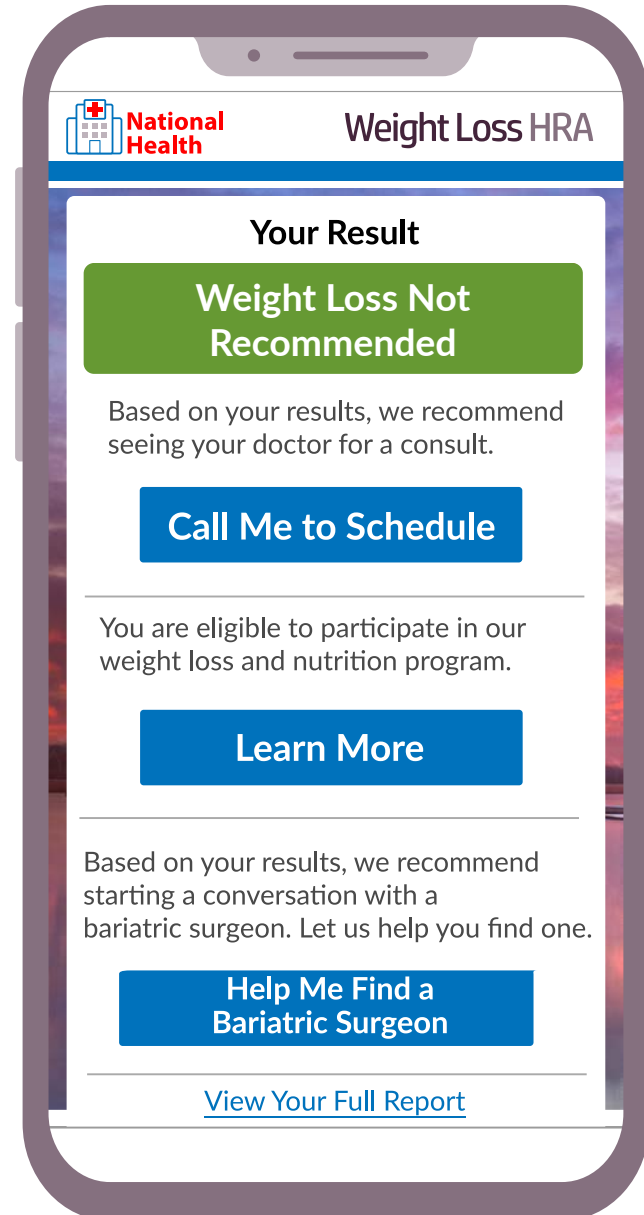 National
Health
Weight Loss HRA
Your Result
Weight Loss Not
Recommended
Based on your results, we recommend
seeing your doctor for a consult.
Call Me to Schedule
You are eligible to participate in our
weight loss and nutrition program.
Learn More
Based on your results, we recommend
starting a conversation with a
bariatric surgeon. Let us help you find one.
Help Me Find a
Bariatric Surgeon
View Your Full Report